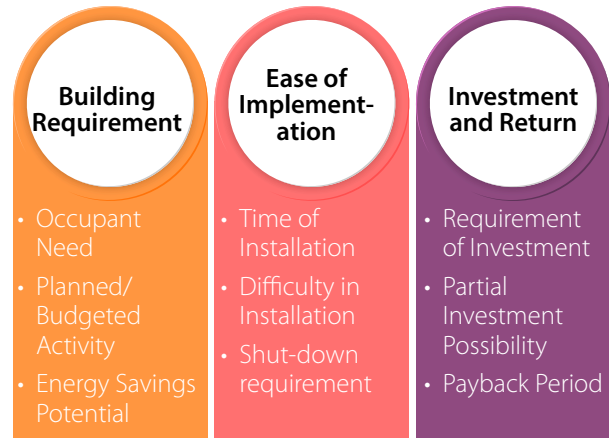 Building
Requirement
• Occupant
Need
• Planned/
Budgeted
Activity
• Energy Savings
Potential
Ease of
Implement-
ation
• Time of
Installation
• Difficulty in
Installation
• Shut-down
requirement
Investment
and Return
• Requirement
of Investment
• Partial
Investment
Possibility
• Payback Period